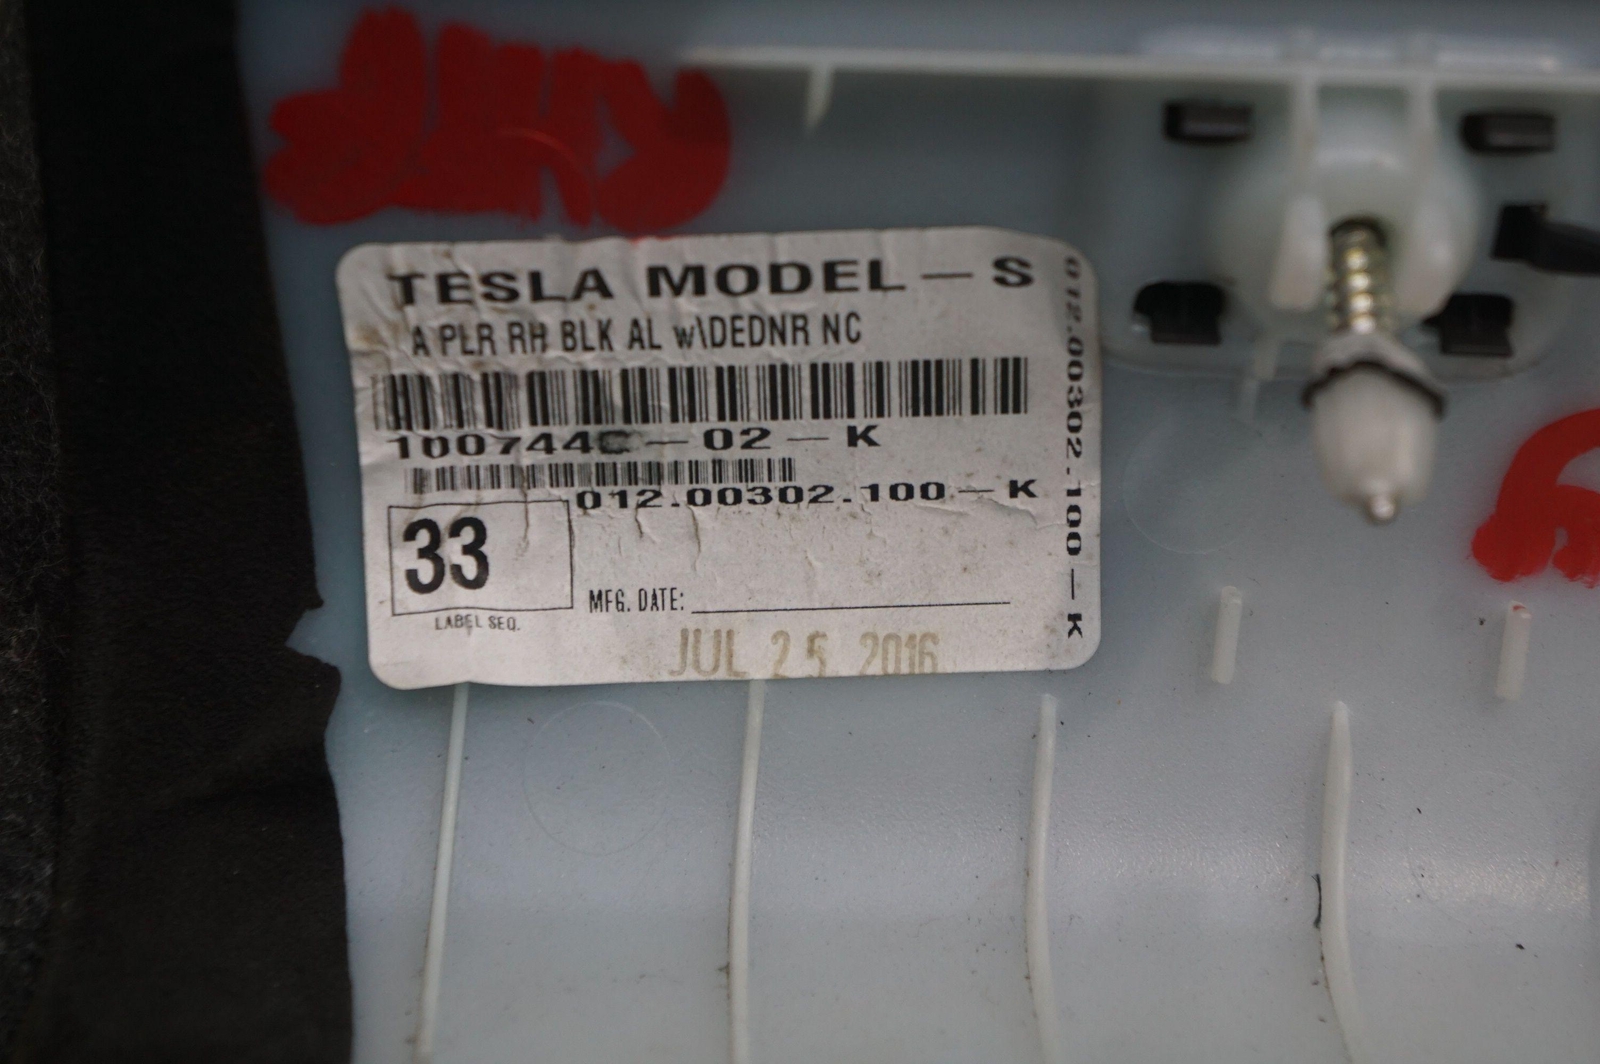 TESLA MODEL — S
A PLR RH BLK AL w\DEDNR NC
— 02 — K
012.00302.100 — K
33
LABEL SEQ.
MFG. DATE:
JUL 25 2016
012.00302.100 — K